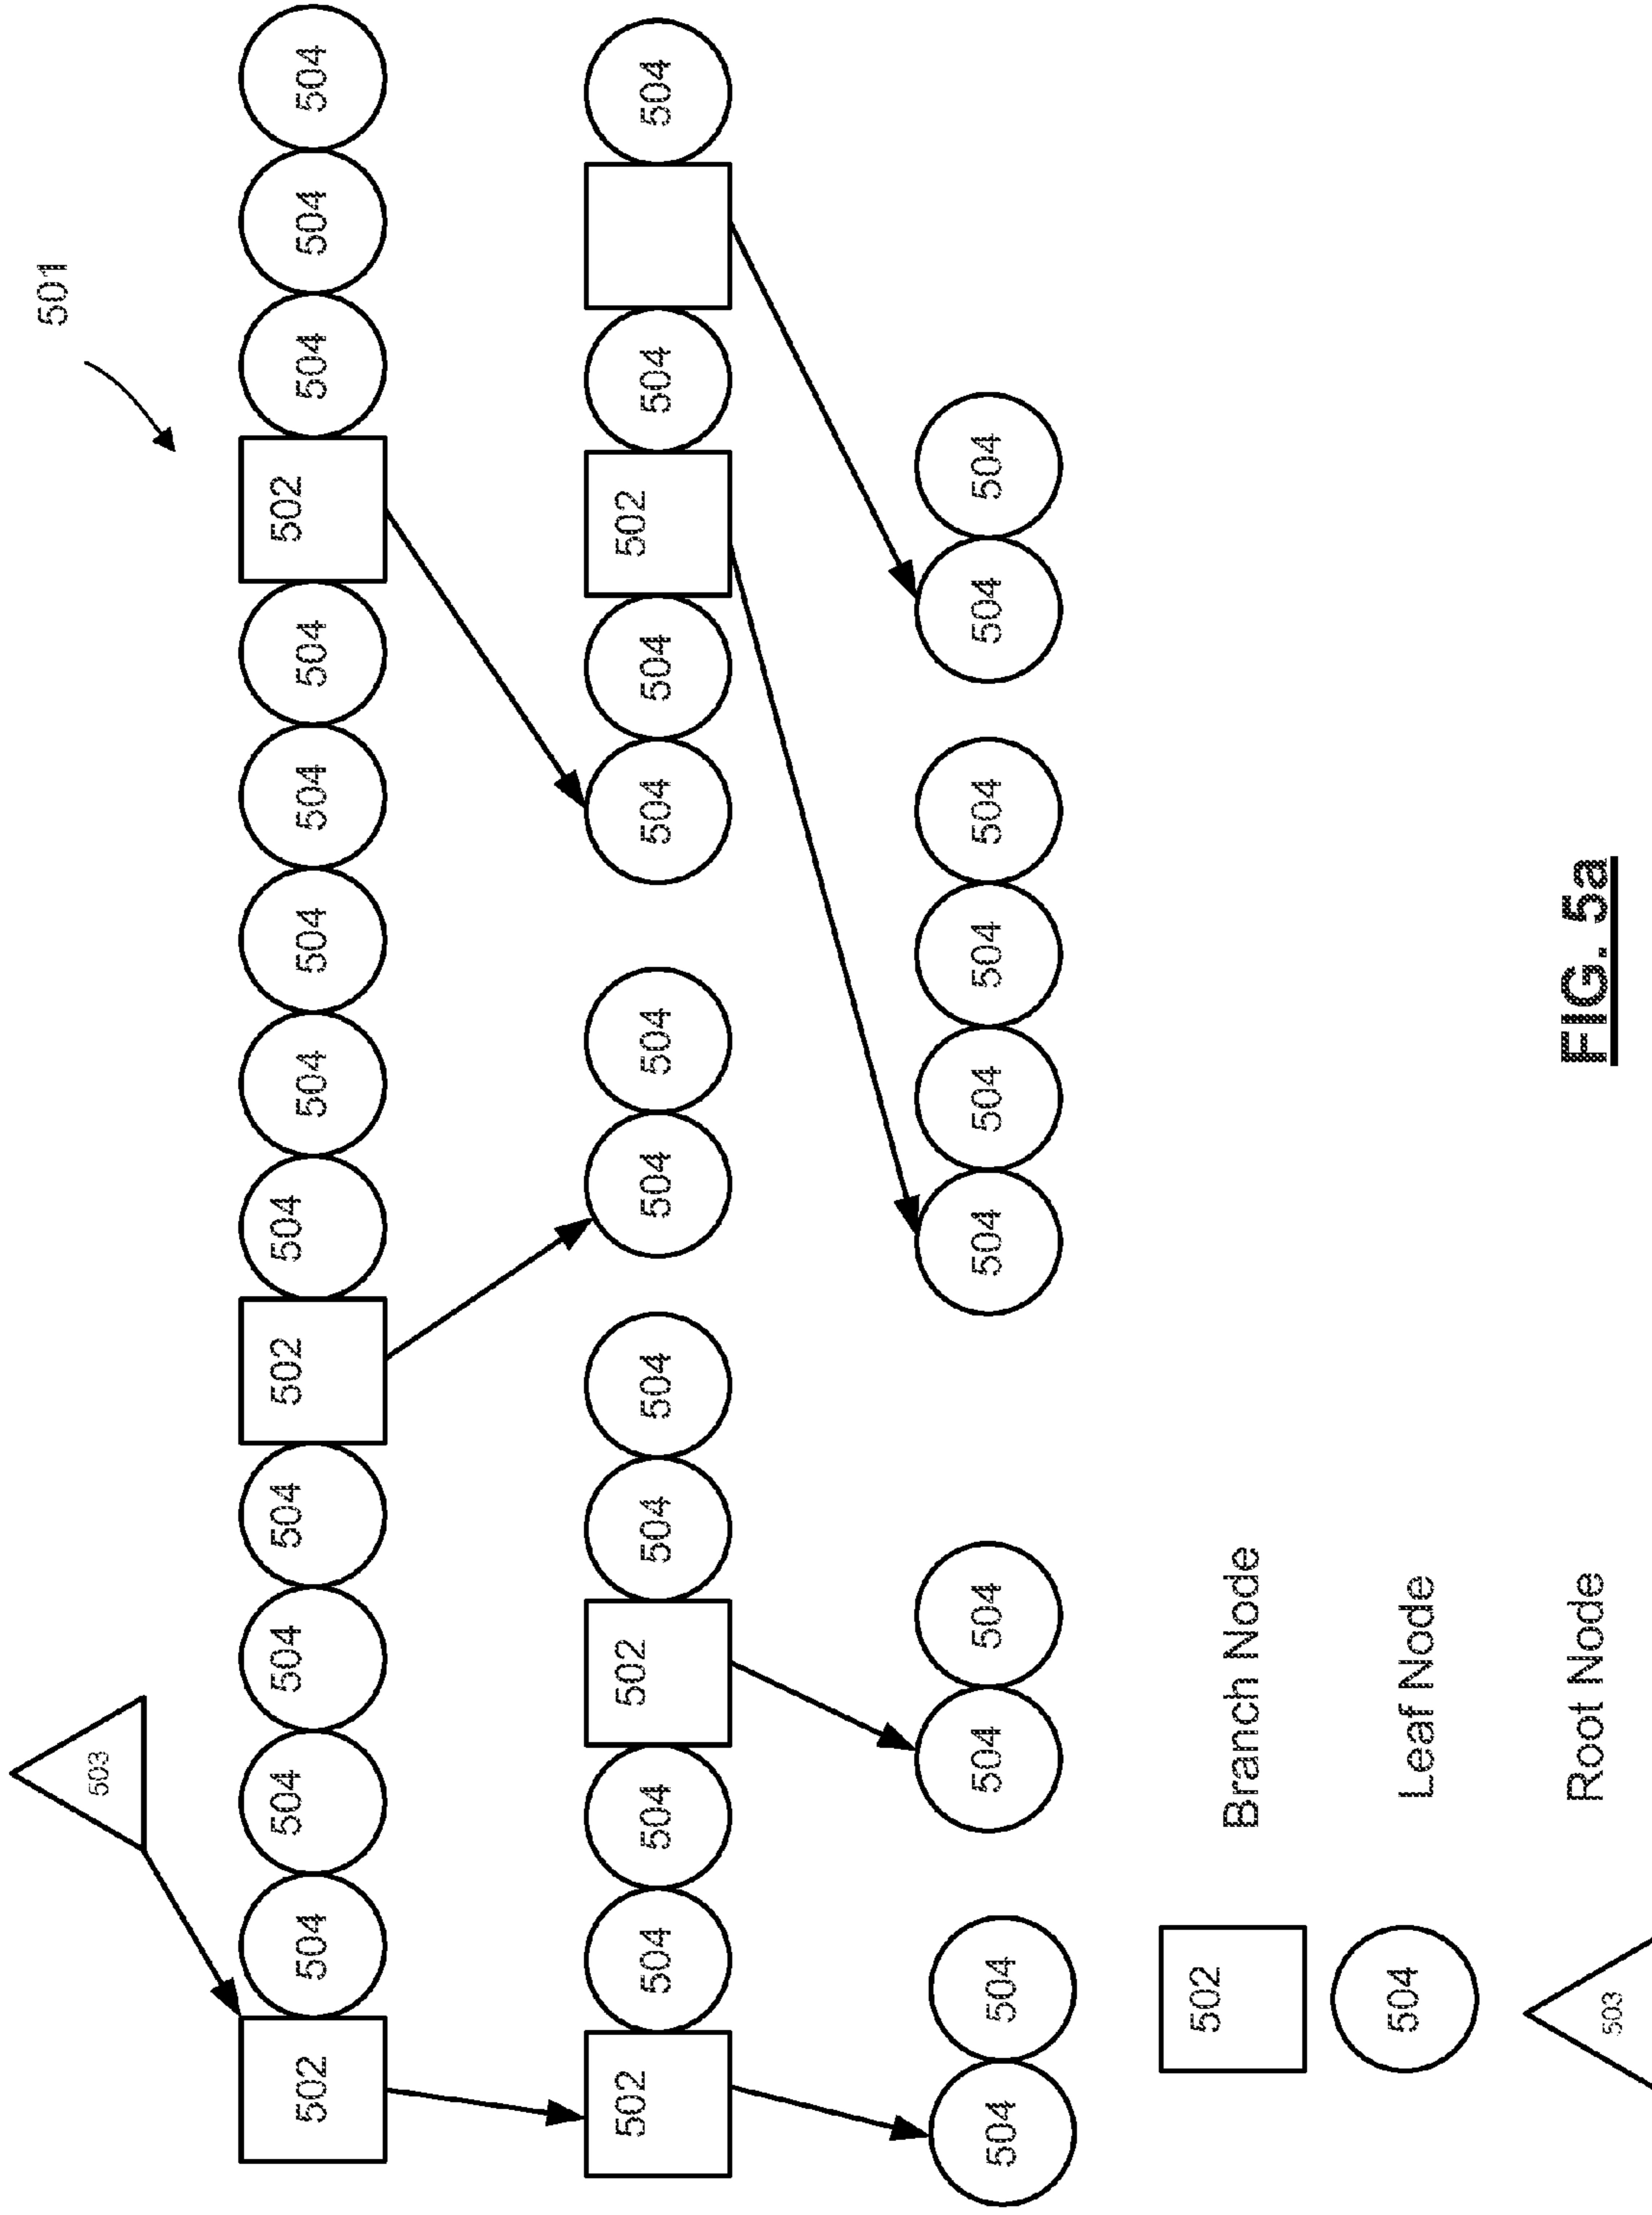 501
503
502 504 504 504 504 502 504 504 504 504 504 502 504 504 504
502 504 504 502 504 504 504 504 504 504 502 504 504
504 504 504 504 504 504 504 504 504 504
502 Branch Node
504 Leaf Node
503 Root Node
FIG. 5a